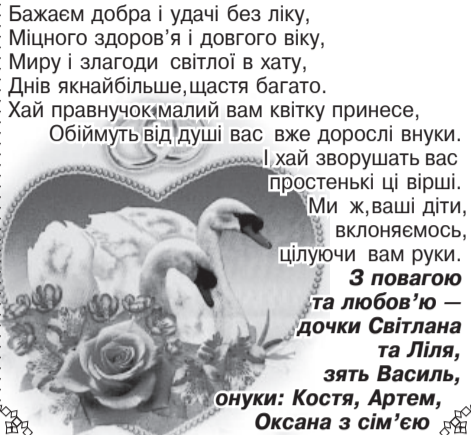 Бажаєм добра і удачі без ліку,
Міцного здоров'я і довгого віку,
Миру і злагоди світлої в хату,
Днів якнайбільше,щастя багато.
Хай правнучок малий вам квітку принесе,
Обіймуть від душі вас вже дорослі внуки.
І хай зворушать вас
простенькі ці вірші.
Ми ж,ваші діти,
вклоняємось,
цілуючи вам руки.
З повагою
та любов'ю —
дочки Світлана
та Ліля,
зять Василь,
онуки: Костя, Артем,
Оксана з сім'єю